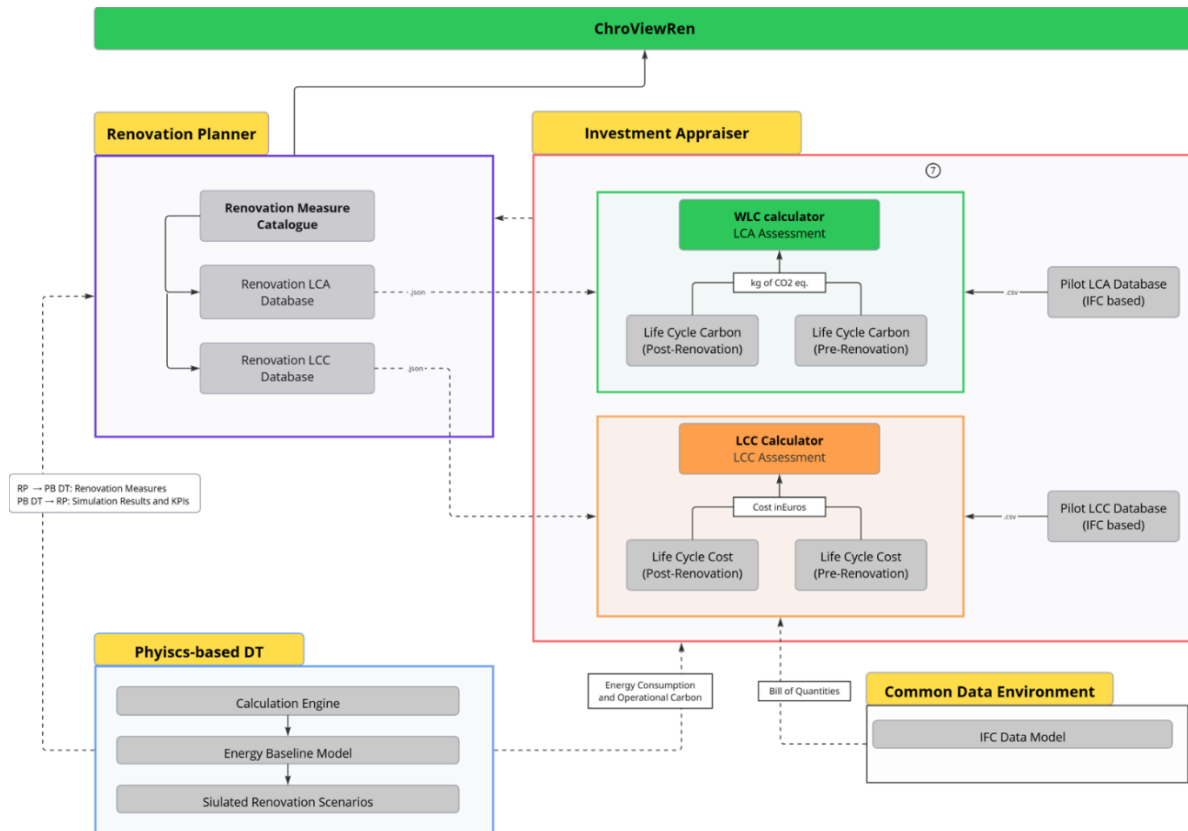 ChroViewRen
Renovation Planner
Investment Appraiser
7
Renovation Measure
Catalogue
WLC calculator
LCA Assessment
Renovation LCA
Database
.json
kg of CO2 eq.
.csv
Pilot LCA Database
(IFC based)
Life Cycle Carbon
(Post-Renovation)
Life Cycle Carbon
(Pre-Renovation)
Renovation LCC
Database
.json
LCC Calculator
LCC Assessment
RP → PB DT: Renovation Measures
PB DT → RP: Simulation Results and KPIs
Cost inEuros
.csv
Pilot LCC Database
(IFC based)
Life Cycle Cost
(Post-Renovation)
Life Cycle Cost
(Pre-Renovation)
Phyiscs-based DT
Energy Consumption
and Operational Carbon
Bill of Quantities
Common Data Environment
Calculation Engine
IFC Data Model
Energy Baseline Model
Siulated Renovation Scenarios